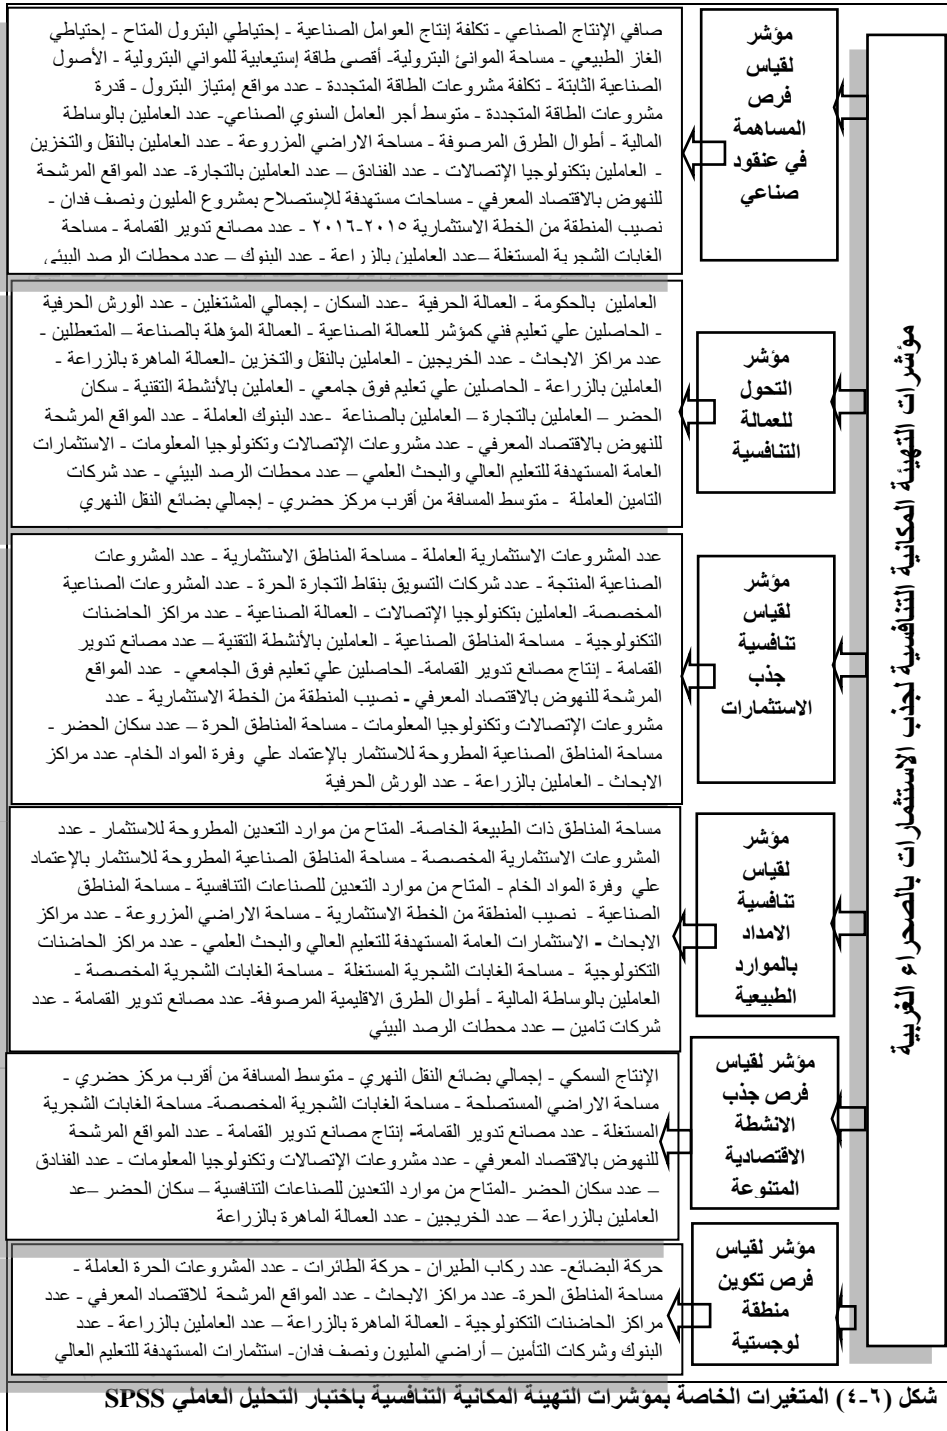 مؤشرات التهيئة المكانية التنافسية لجذب الاستثمارات بالصحراء الغربية
مؤشر
لقياس
فرص
المساهمة
في عنقود
صناعي
صافي الإنتاج الصناعي - تكلفة إنتاج العوامل الصناعية - إحتياطي البترول المتاح - إحتياطي
الغاز الطبيعي - مساحة الموانئ البترولية- أقصى طاقة إستيعابية للمواني البترولية - الأصول
الصناعية الثابتة - تكلفة مشروعات الطاقة المتجددة - عدد مواقع إمتياز البترول - قدرة
مشروعات الطاقة المتجددة - متوسط أجر العامل السنوي الصناعي- عدد العاملين بالوساطة
المالية - أطوال الطرق المرصوفة - مساحة الاراضي المزروعة - عدد العاملين بالنقل والتخزين
- العاملين بتكنولوجيا الإتصالات - عدد الفنادق – عدد العاملين بالتجارة- عدد المواقع المرشحة
للنهوض بالاقتصاد المعرفي - مساحات مستهدفة للإستصلاح بمشروع المليون ونصف فدان -
نصيب المنطقة من الخطة الاستثمارية ٢٠١٥-٢٠١٦ - عدد مصانع تدوير القمامة - مساحة
الغابات الشجرية المستغلة –عدد العاملين بالزراعة - عدد البنوك – عدد محطات الرصد البيئي
مؤشر
التحول
للعمالة
التنافسية
العاملين بالحكومة - العمالة الحرفية -عدد السكان - إجمالي المشتغلين - عدد الورش الحرفية
- الحاصلين علي تعليم فني كمؤشر للعمالة الصناعية - العمالة المؤهلة بالصناعة – المتعطلين -
عدد مراكز الابحاث - عدد الخريجين - العاملين بالنقل والتخزين -العمالة الماهرة بالزراعة -
العاملين بالزراعة - الحاصلين علي تعليم فوق جامعي - العاملين بالأنشطة التقنية - سكان
الحضر – العاملين بالتجارة – العاملين بالصناعة -عدد البنوك العاملة - عدد المواقع المرشحة
للنهوض بالاقتصاد المعرفي - عدد مشروعات الإتصالات وتكنولوجيا المعلومات - الاستثمارات
العامة المستهدفة للتعليم العالي والبحث العلمي – عدد محطات الرصد البيئي - عدد شركات
التامين العاملة - متوسط المسافة من أقرب مركز حضري - إجمالي بضائع النقل النهري
مؤشر
لقياس
تنافسية
جذب
الاستثمارات
عدد المشروعات الاستثمارية العاملة - مساحة المناطق الاستثمارية - عدد المشروعات
الصناعية المنتجة - عدد شركات التسويق بنقاط التجارة الحرة - عدد المشروعات الصناعية
المخصصة- العاملين بتكنولوجيا الإتصالات - العمالة الصناعية - عدد مراكز الحاضنات
التكنولوجية - مساحة المناطق الصناعية - العاملين بالأنشطة التقنية – عدد مصانع تدوير
القمامة - إنتاج مصانع تدوير القمامة- الحاصلين علي تعليم فوق الجامعي - عدد المواقع
المرشحة للنهوض بالاقتصاد المعرفي - نصيب المنطقة من الخطة الاستثمارية - عدد
مشروعات الإتصالات وتكنولوجيا المعلومات - مساحة المناطق الحرة – عدد سكان الحضر -
مساحة المناطق الصناعية المطروحة للاستثمار بالإعتماد علي وفرة المواد الخام- عدد مراكز
الابحاث - العاملين بالزراعة - عدد الورش الحرفية
مؤشر
لقياس
تنافسية
الامداد
بالموارد
الطبيعية
مساحة المناطق ذات الطبيعة الخاصة- المتاح من موارد التعدين المطروحة للاستثمار - عدد
المشروعات الاستثمارية المخصصة - مساحة المناطق الصناعية المطروحة للاستثمار بالإعتماد
علي وفرة المواد الخام - المتاح من موارد التعدين للصناعات التنافسية - مساحة المناطق
الصناعية - نصيب المنطقة من الخطة الاستثمارية - مساحة الاراضي المزروعة - عدد مراكز
الابحاث - الاستثمارات العامة المستهدفة للتعليم العالي والبحث العلمي - عدد مراكز الحاضنات
التكنولوجية - مساحة الغابات الشجرية المستغلة - مساحة الغابات الشجرية المخصصة -
العاملين بالوساطة المالية - أطوال الطرق الاقليمية المرصوفة- عدد مصانع تدوير القمامة - عدد
شركات تامين – عدد محطات الرصد البيئي
مؤشر لقياس
فرص جذب
الانشطة
الاقتصادية
المتنوعة
الإنتاج السمكي - إجمالي بضائع النقل النهري - متوسط المسافة من أقرب مركز حضري -
مساحة الاراضي المستصلحة - مساحة الغابات الشجرية المخصصة- مساحة الغابات الشجرية
المستغلة - عدد مصانع تدوير القمامة- إنتاج مصانع تدوير القمامة - عدد المواقع المرشحة
للنهوض بالاقتصاد المعرفي - عدد مشروعات الإتصالات وتكنولوجيا المعلومات - عدد الفنادق
– عدد سكان الحضر -المتاح من موارد التعدين للصناعات التنافسية – سكان الحضر –عد
العاملين بالزراعة – عدد الخريجين - عدد العمالة الماهرة بالزراعة
مؤشر لقياس
فرص تكوين
منطقة
لوجستية
حركة البضائع- عدد ركاب الطيران - حركة الطائرات - عدد المشروعات الحرة العاملة -
مساحة المناطق الحرة- عدد مراكز الابحاث - عدد المواقع المرشحة للاقتصاد المعرفي - عدد
مراكز الحاضنات التكنولوجية - العمالة الماهرة بالزراعة – عدد العاملين بالزراعة - عدد
البنوك وشركات التأمين – أراضي المليون ونصف فدان- استثمارات المستهدفة للتعليم العالي
شكل (٦-٤) المتغيرات الخاصة بمؤشرات التهيئة المكانية التنافسية باختبار التحليل العاملي SPSS